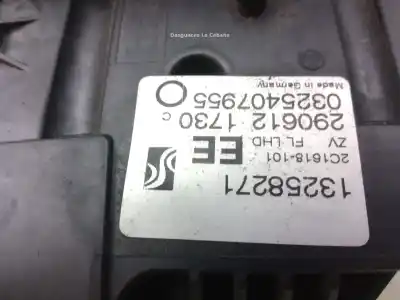 Desguaces La Cabaña
13258271
2C1618-101
ZV FL LHD
EE
290612 1730 C
0325407955
Made in Germany